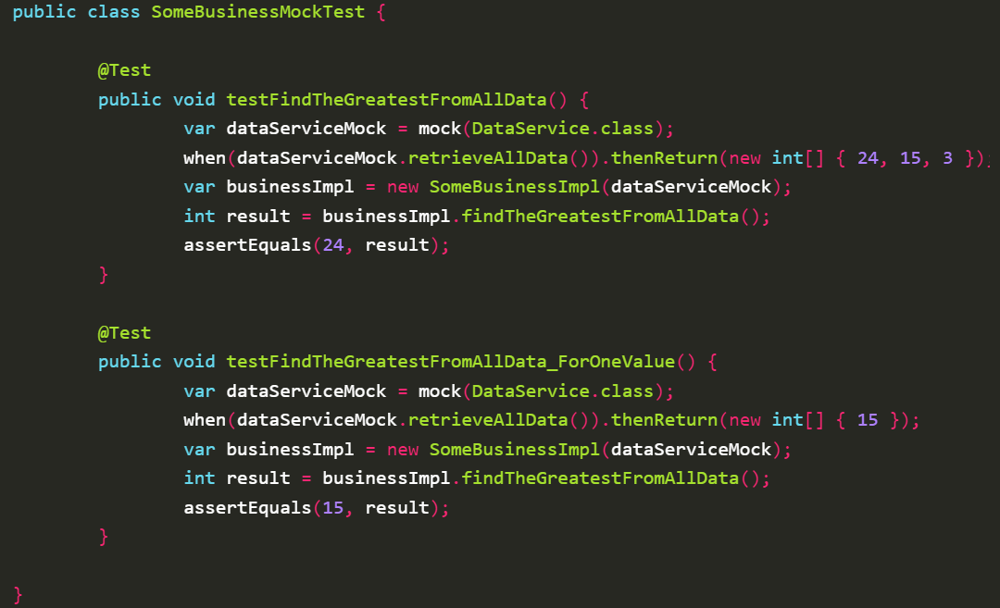 public class SomeBusinessMockTest {
@Test
public void testFindTheGreatestFromAllData() {
var dataServiceMock = mock(DataService.class);
when(dataServiceMock.retrieveAllData()).thenReturn(new int[] { 24, 15, 3 });
var businessImpl = new SomeBusinessImpl(dataServiceMock);
int result = businessImpl.findTheGreatestFromAllData();
assertEquals(24, result);
}
@Test
public void testFindTheGreatestFromAllData_ForOneValue() {
var dataServiceMock = mock(DataService.class);
when(dataServiceMock.retrieveAllData()).thenReturn(new int[] { 15 });
var businessImpl = new SomeBusinessImpl(dataServiceMock);
int result = businessImpl.findTheGreatestFromAllData();
assertEquals(15, result);
}
}